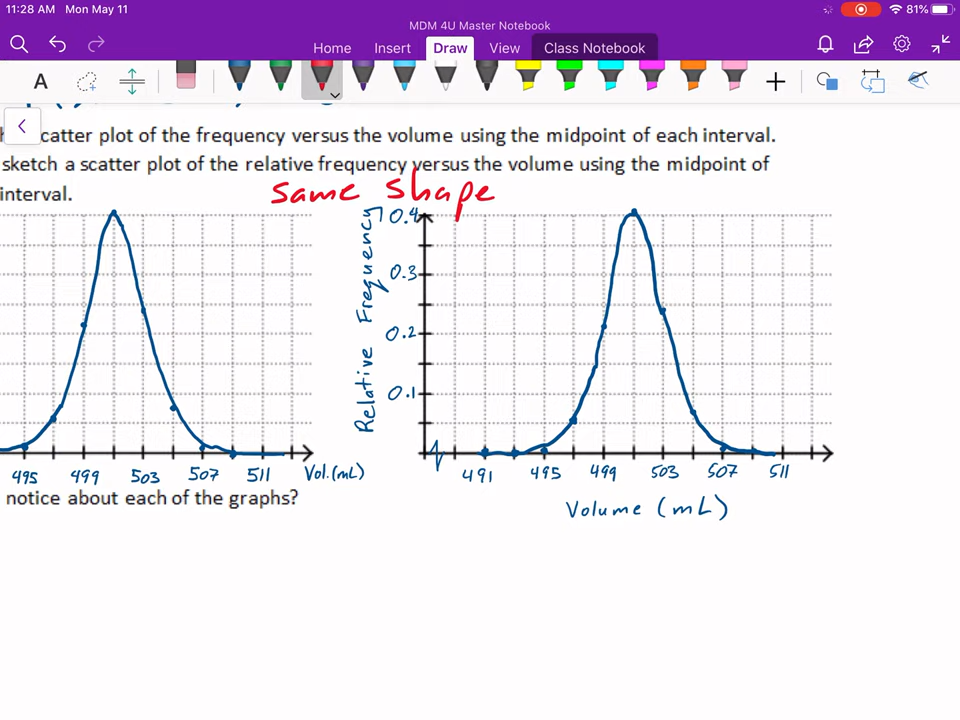 11:28 AM Mon May 11
81%
MDM 4U Master Notebook
Home Insert Draw View Class Notebook
A
scatter plot of the frequency versus the volume using the midpoint of each interval.
sketch a scatter plot of the relative frequency versus the volume using the midpoint of
interval.
same shape
495 499 503 507 511 Vol.(mL)
Relative Frequency
0.4
0.3
0.2
0.1
491 495 499 503 507 511
Volume (mL)
notice about each of the graphs?